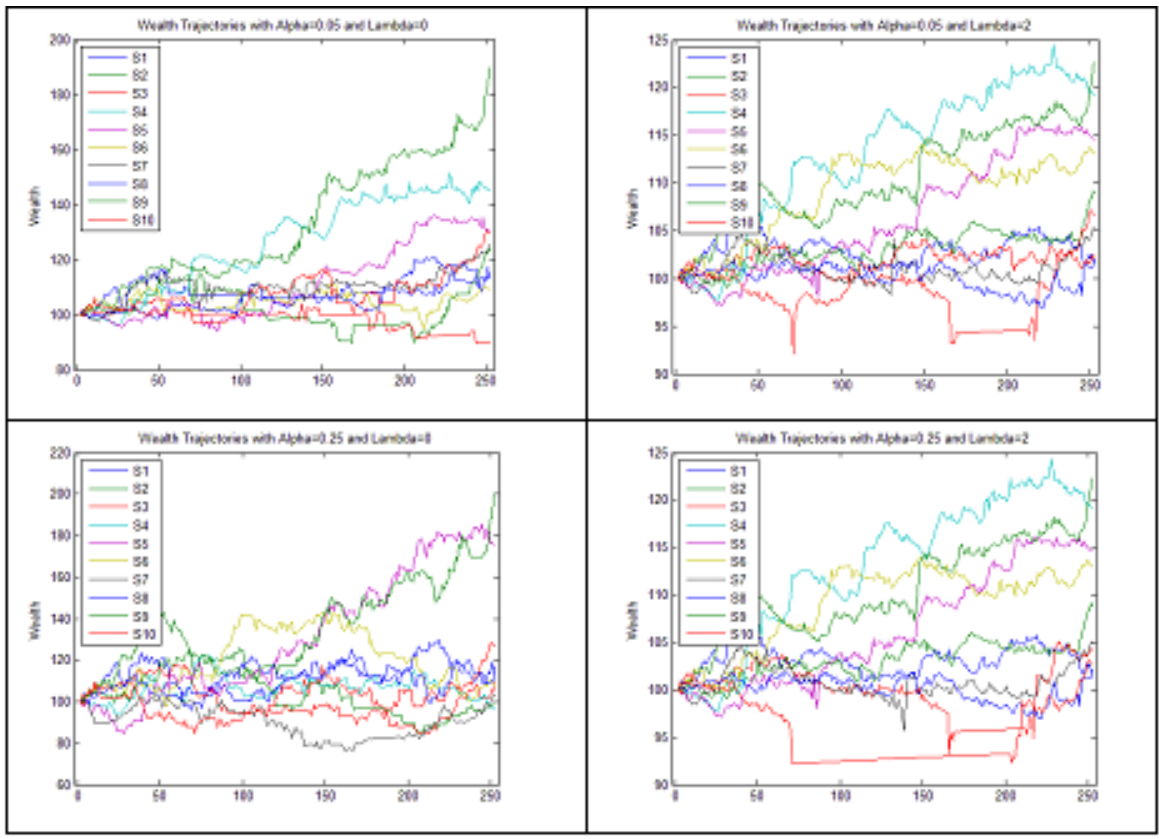 Wealth Trajectories with Alpha=0.05 and Lambda=0
200
180
160
140
120
100
80
Wealth
S1
S2
S3
S4
S5
S6
S7
S8
S9
S10
0 50 100 150 200 250
Wealth Trajectories with Alpha=0.05 and Lambda=2
125
120
115
110
105
100
95
90
Wealth
S1
S2
S3
S4
S5
S6
S7
S8
S9
S10
0 50 100 150 200 250
Wealth Trajectories with Alpha=0.25 and Lambda=0
220
200
180
160
140
120
100
80
60
Wealth
S1
S2
S3
S4
S5
S6
S7
S8
S9
S10
0 50 100 150 200 250
Wealth Trajectories with Alpha=0.25 and Lambda=2
125
120
115
110
105
100
95
90
Wealth
S1
S2
S3
S4
S5
S6
S7
S8
S9
S10
0 50 100 150 200 250